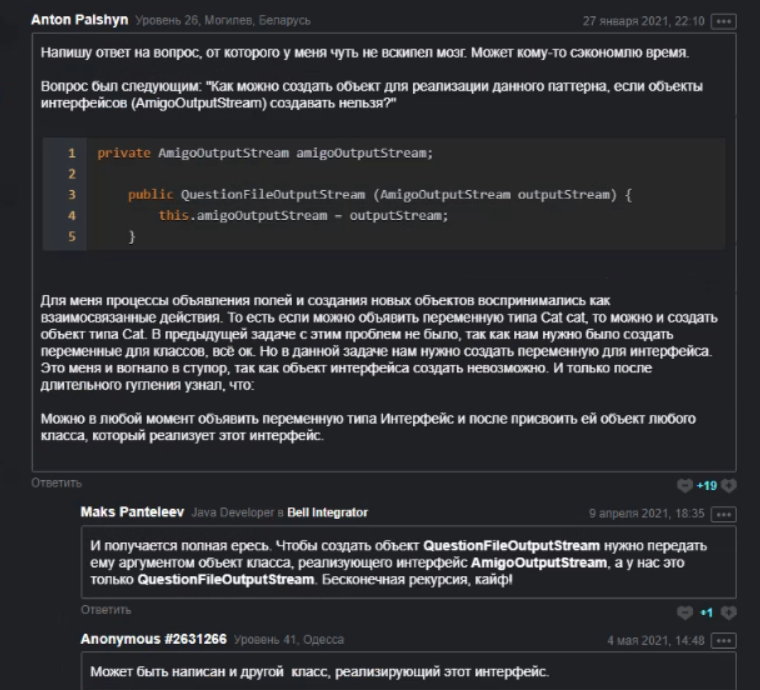 Anton Palshyn Уровень 26, Могилев, Беларусь 27 января 2021, 22:10
Напишу ответ на вопрос, от которого у меня чуть не вскипел мозг. Может кому-то сэкономлю время.
Вопрос был следующим: "Как можно создать объект для реализации данного паттерна, если объекты
интерфейсов (AmigoOutputStream) создавать нельзя?"
1 private AmigoOutputStream amigoOutputStream;
2
3 public QuestionFileOutputStream (AmigoOutputStream outputStream) {
4 this.amigoOutputStream = outputStream;
5 }
Для меня процессы объявления полей и создания новых объектов воспринимались как
взаимосвязанные действия. То есть если можно объявить переменную типа Cat cat, то можно и создать
объект типа Cat. В предыдущей задаче с этим проблем не было, так как нам нужно было создать
переменные для классов, всё ок. Но в данной задаче нам нужно создать переменную для интерфейса.
Это меня и вогнало в ступор, так как объект интерфейса создать невозможно. И только после
длительного гугления узнал, что:
Можно в любой момент объявить переменную типа Интерфейс и после присвоить ей объект любого
класса, который реализует этот интерфейс.
Ответить +19
Maks Panteleev Java Developer в Bell Integrator 9 апреля 2021, 18:35
И получается полная ересь. Чтобы создать объект QuestionFileOutputStream нужно передать
ему аргументом объект класса, реализующего интерфейс AmigoOutputStream, а у нас это
только QuestionFileOutputStream. Бесконечная рекурсия, кайф!
Ответить +1
Anonymous #2631266 Уровень 41, Одесса 4 мая 2021, 14:48
Может быть написан и другой класс, реализирующий этот интерфейс.